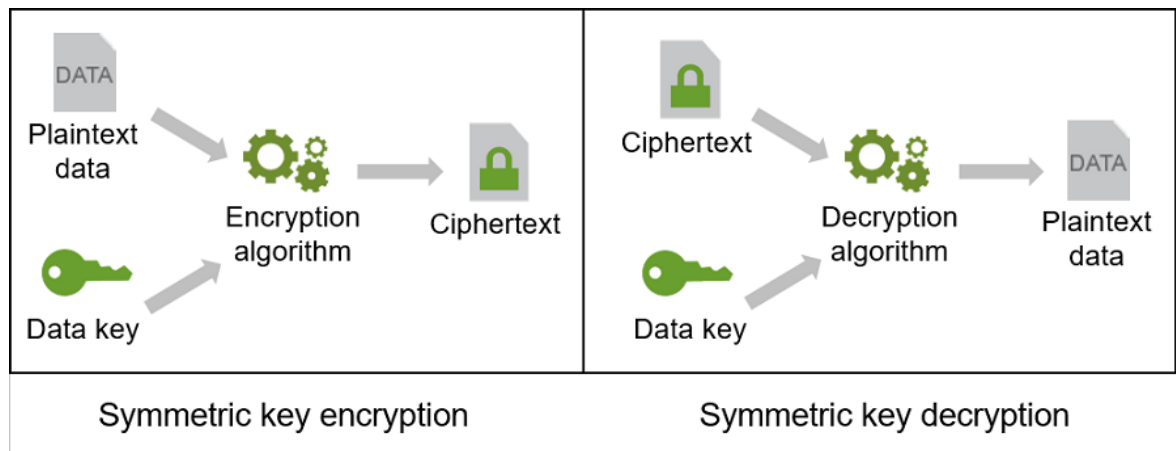 DATA
Plaintext
data
Encryption
algorithm
Ciphertext
Data key
Symmetric key encryption
Ciphertext
Decryption
algorithm
DATA
Plaintext
data
Data key
Symmetric key decryption